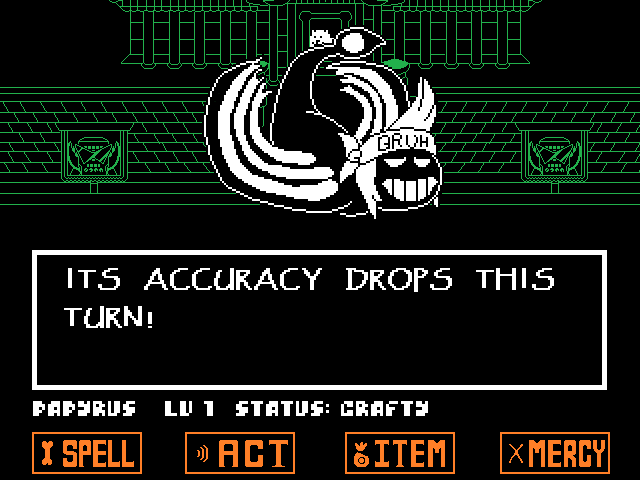 BRUH
ITS ACCURACY DROPS THIS
TURN!
PAPYRUS LV 1 STATUS: CRAFTY
SPELL ACT ITEM MERCY